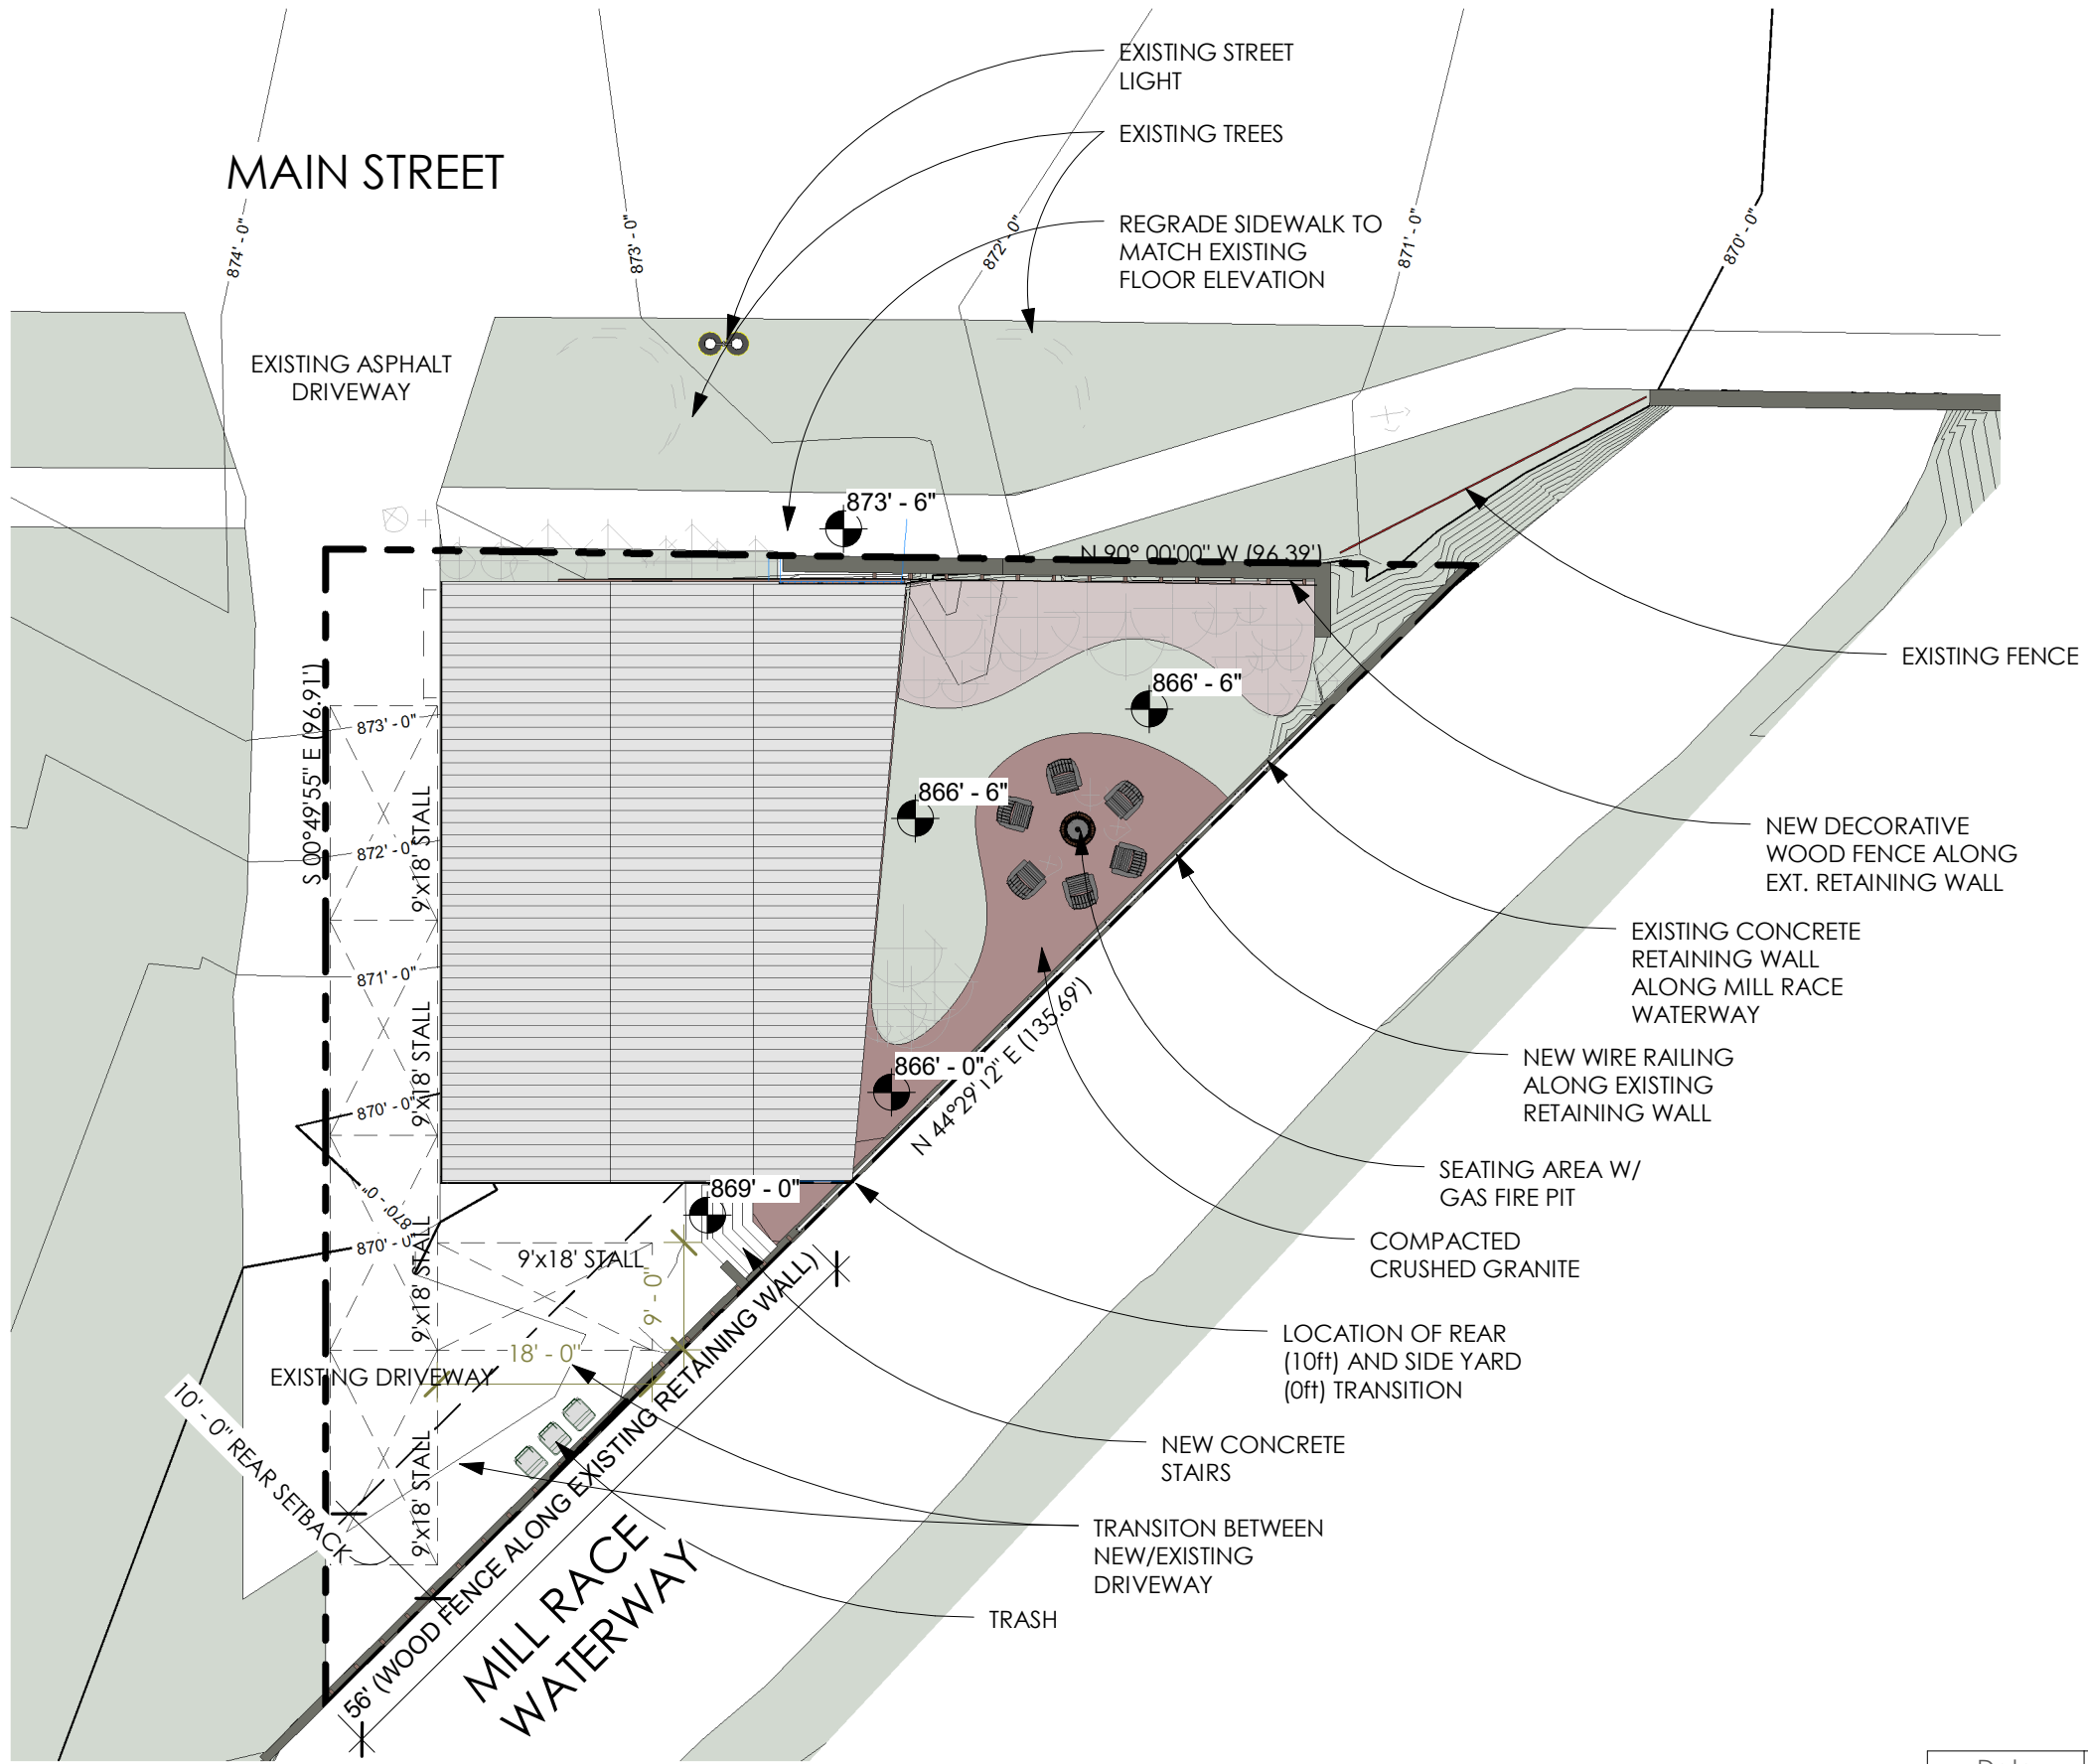 EXISTING STREET
LIGHT
EXISTING TREES
MAIN STREET
REGRADE SIDEWALK TO
MATCH EXISTING
FLOOR ELEVATION
874' - 0"
873' - 0"
872' - 0"
871' - 0"
870' - 0"
EXISTING ASPHALT
DRIVEWAY
873' - 6"
N 90° 00'00" W (96.39')
EXISTING FENCE
866' - 6"
S 00°49'55" E (96.91')
873' - 0"
9'x18' STALL
866' - 6"
872' - 0"
NEW DECORATIVE
WOOD FENCE ALONG
EXT. RETAINING WALL
EXISTING CONCRETE
RETAINING WALL
ALONG MILL RACE
WATERWAY
871' - 0"
9'x18' STALL
NEW WIRE RAILING
ALONG EXISTING
RETAINING WALL
866' - 0"
N 44°29'12" E (135.69')
870' - 0"
SEATING AREA W/
GAS FIRE PIT
869' - 0"
870' - 0"
870' - 0"
9'x18' STALL
9'x18' STALL
9' - 0"
18' - 0"
COMPACTED
CRUSHED GRANITE
LOCATION OF REAR
(10ft) AND SIDE YARD
(0ft) TRANSITION
EXISTING DRIVEWAY
10' - 0" REAR SETBACK
9'x18' STALL
NEW CONCRETE
STAIRS
56' (WOOD FENCE ALONG EXISTING RETAINING WALL)
TRANSITON BETWEEN
NEW/EXISTING
DRIVEWAY
MILL RACE
WATERWAY
TRASH